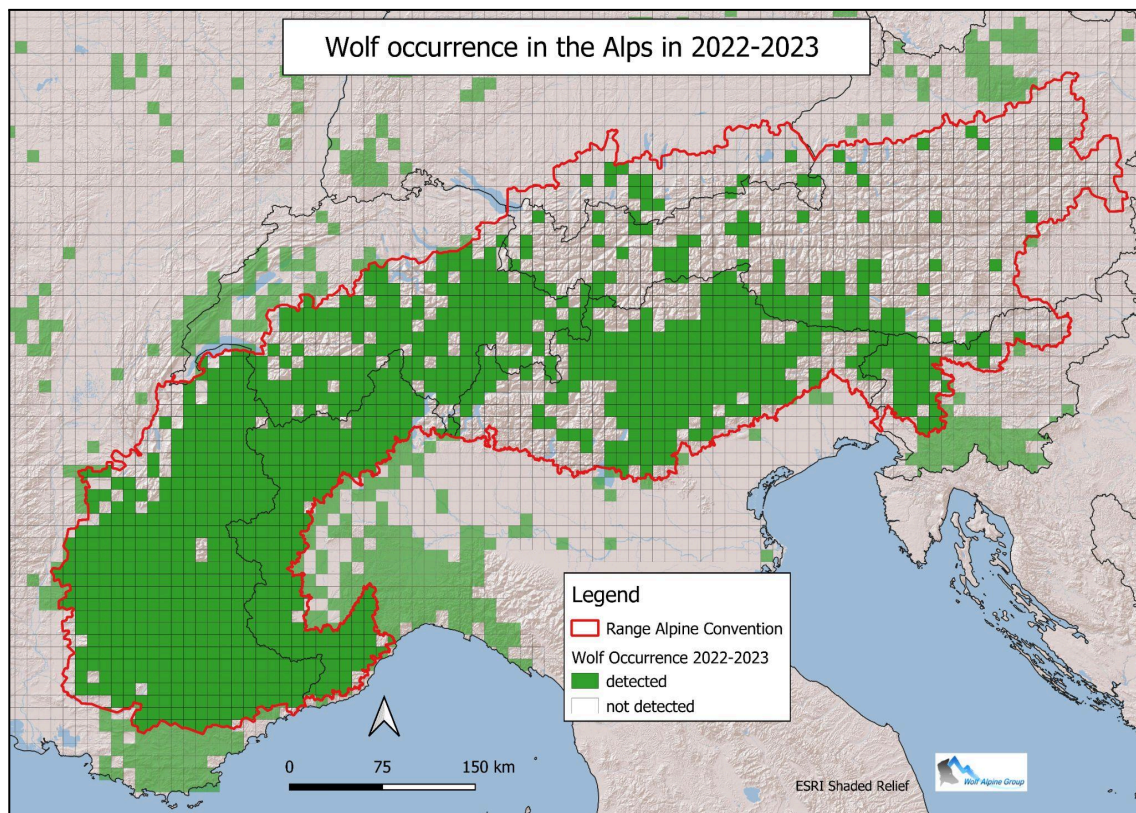 Wolf occurrence in the Alps in 2022-2023
Legend
Range Alpine Convention
Wolf Occurrence 2022-2023
detected
not detected
0 75 150 km
ESRI Shaded Relief
Wolf Alpine Group